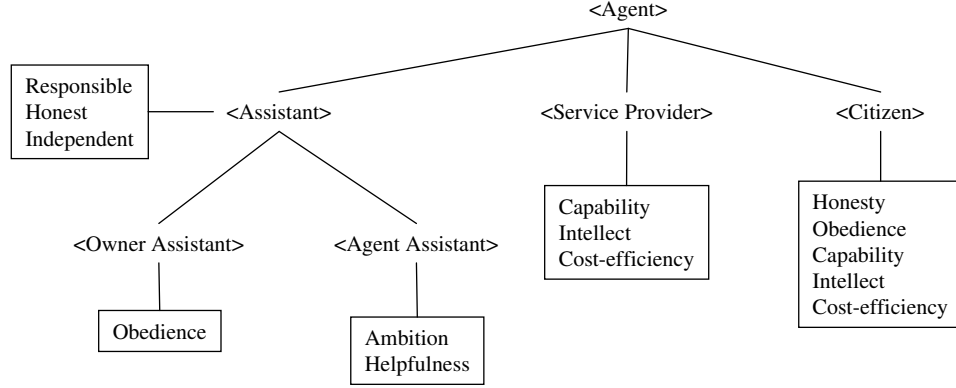 <Agent>
Responsible
Honest
Independent
<Assistant>
<Service Provider>
<Citizen>
Capability
Intellect
Cost-efficiency
Honesty
Obedience
Capability
Intellect
Cost-efficiency
<Owner Assistant>
<Agent Assistant>
Obedience
Ambition
Helpfulness